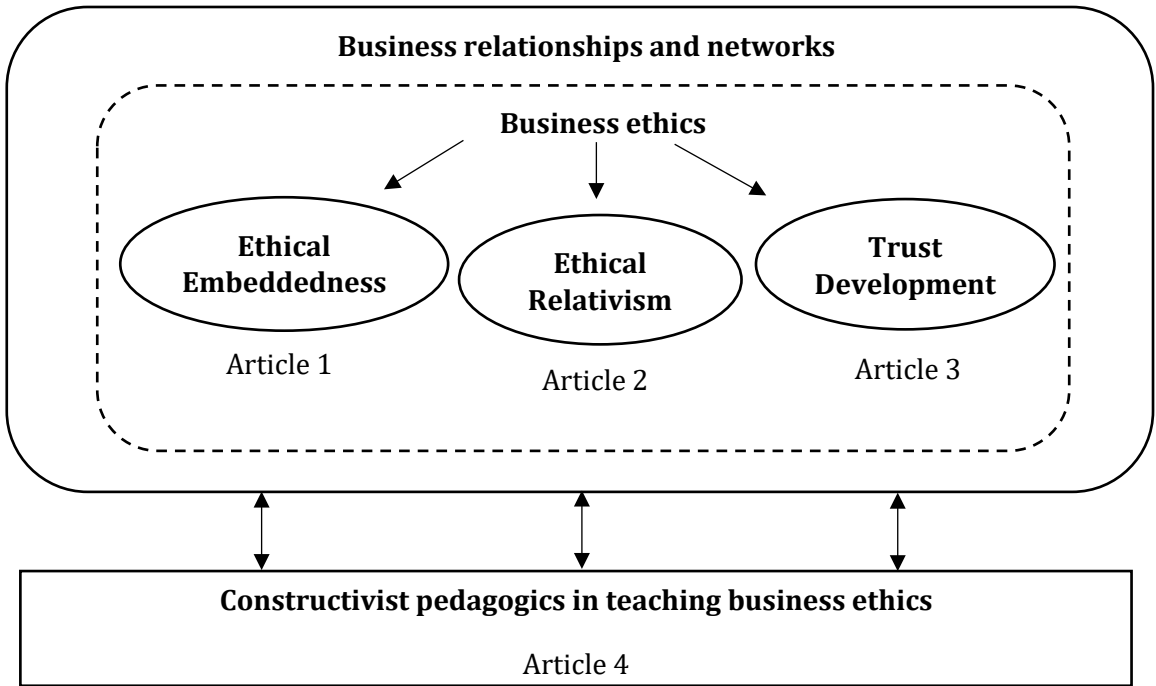 Business relationships and networks
Business ethics
Ethical
Embeddedness
Ethical
Relativism
Trust
Development
Article 1
Article 2
Article 3
Constructivist pedagogics in teaching business ethics
Article 4